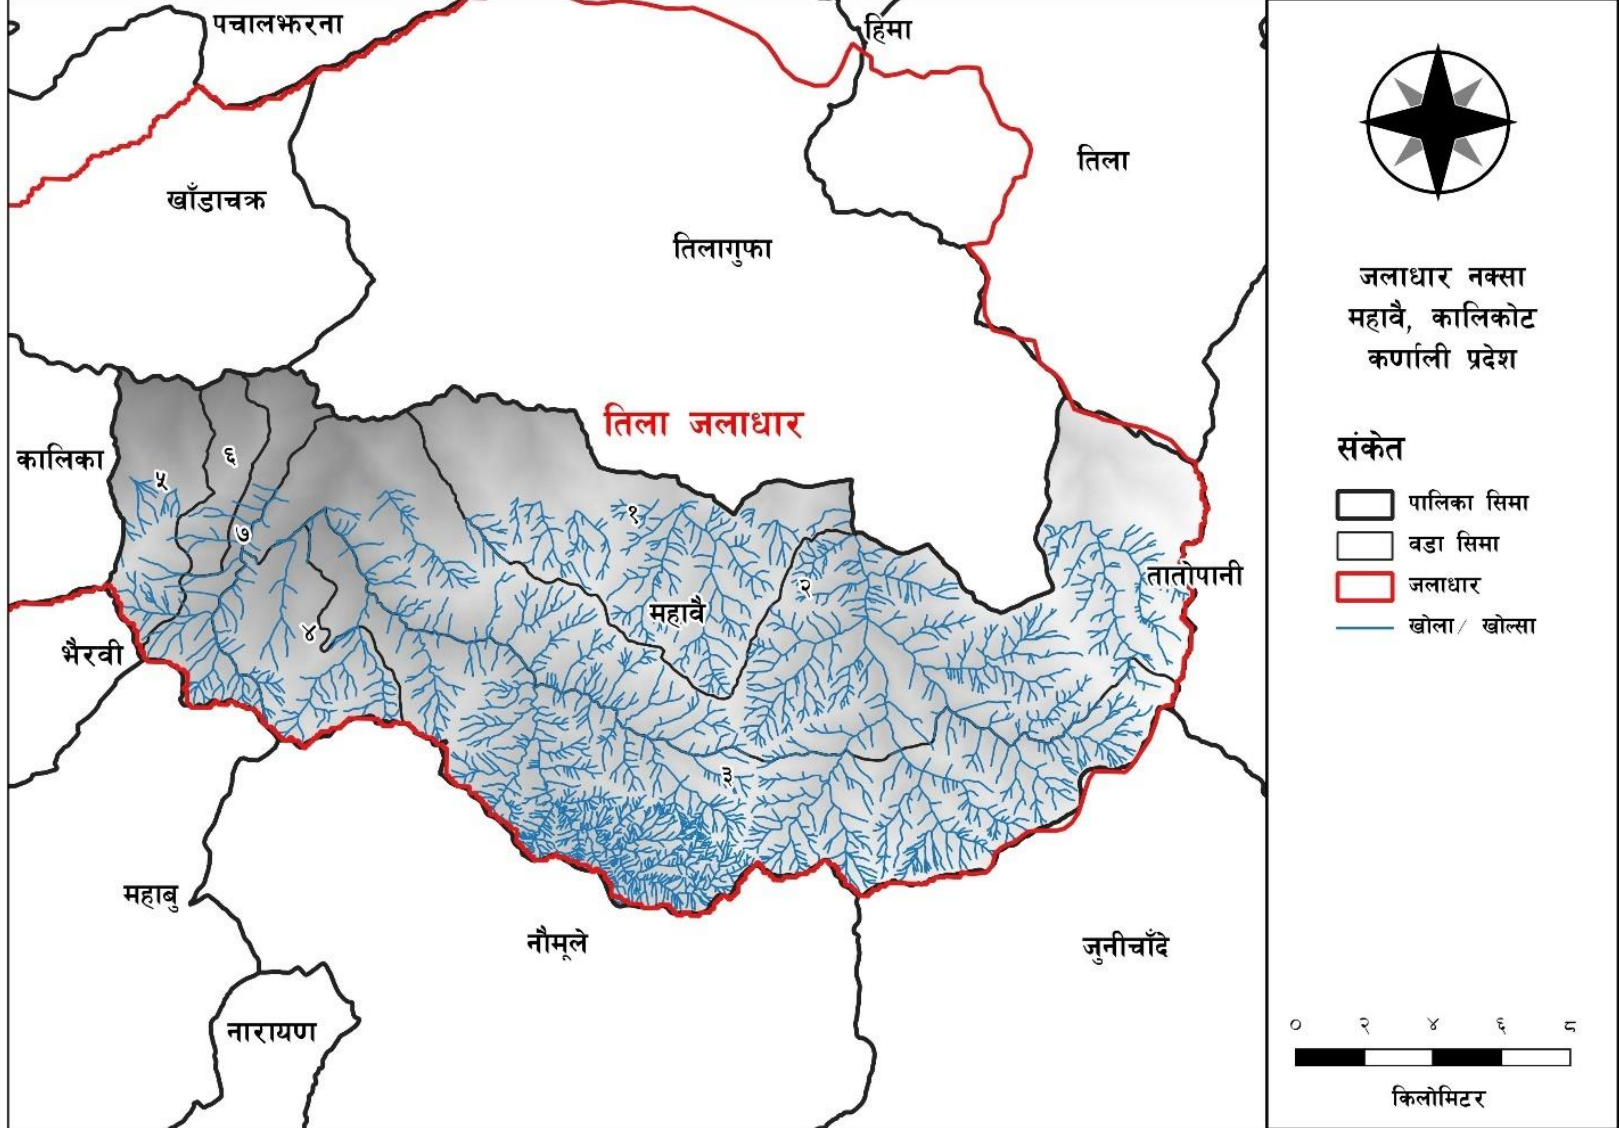 पचालझरना
हिमा
तिला
खाँडाचक्र
तिलागुफा
तिला जलाधार
कालिका
५
६
७
१
२
महावै
तातोपानी
४
भैरवी
३
महाबु
नौमूले
जुनीचाँदे
नारायण
जलाधार नक्सा
महावै, कालिकोट
कर्णाली प्रदेश
संकेत
पालिका सिमा
वडा सिमा
जलाधार
खोला/ खोल्सा
० २ ४ ६ ८
किलोमिटर